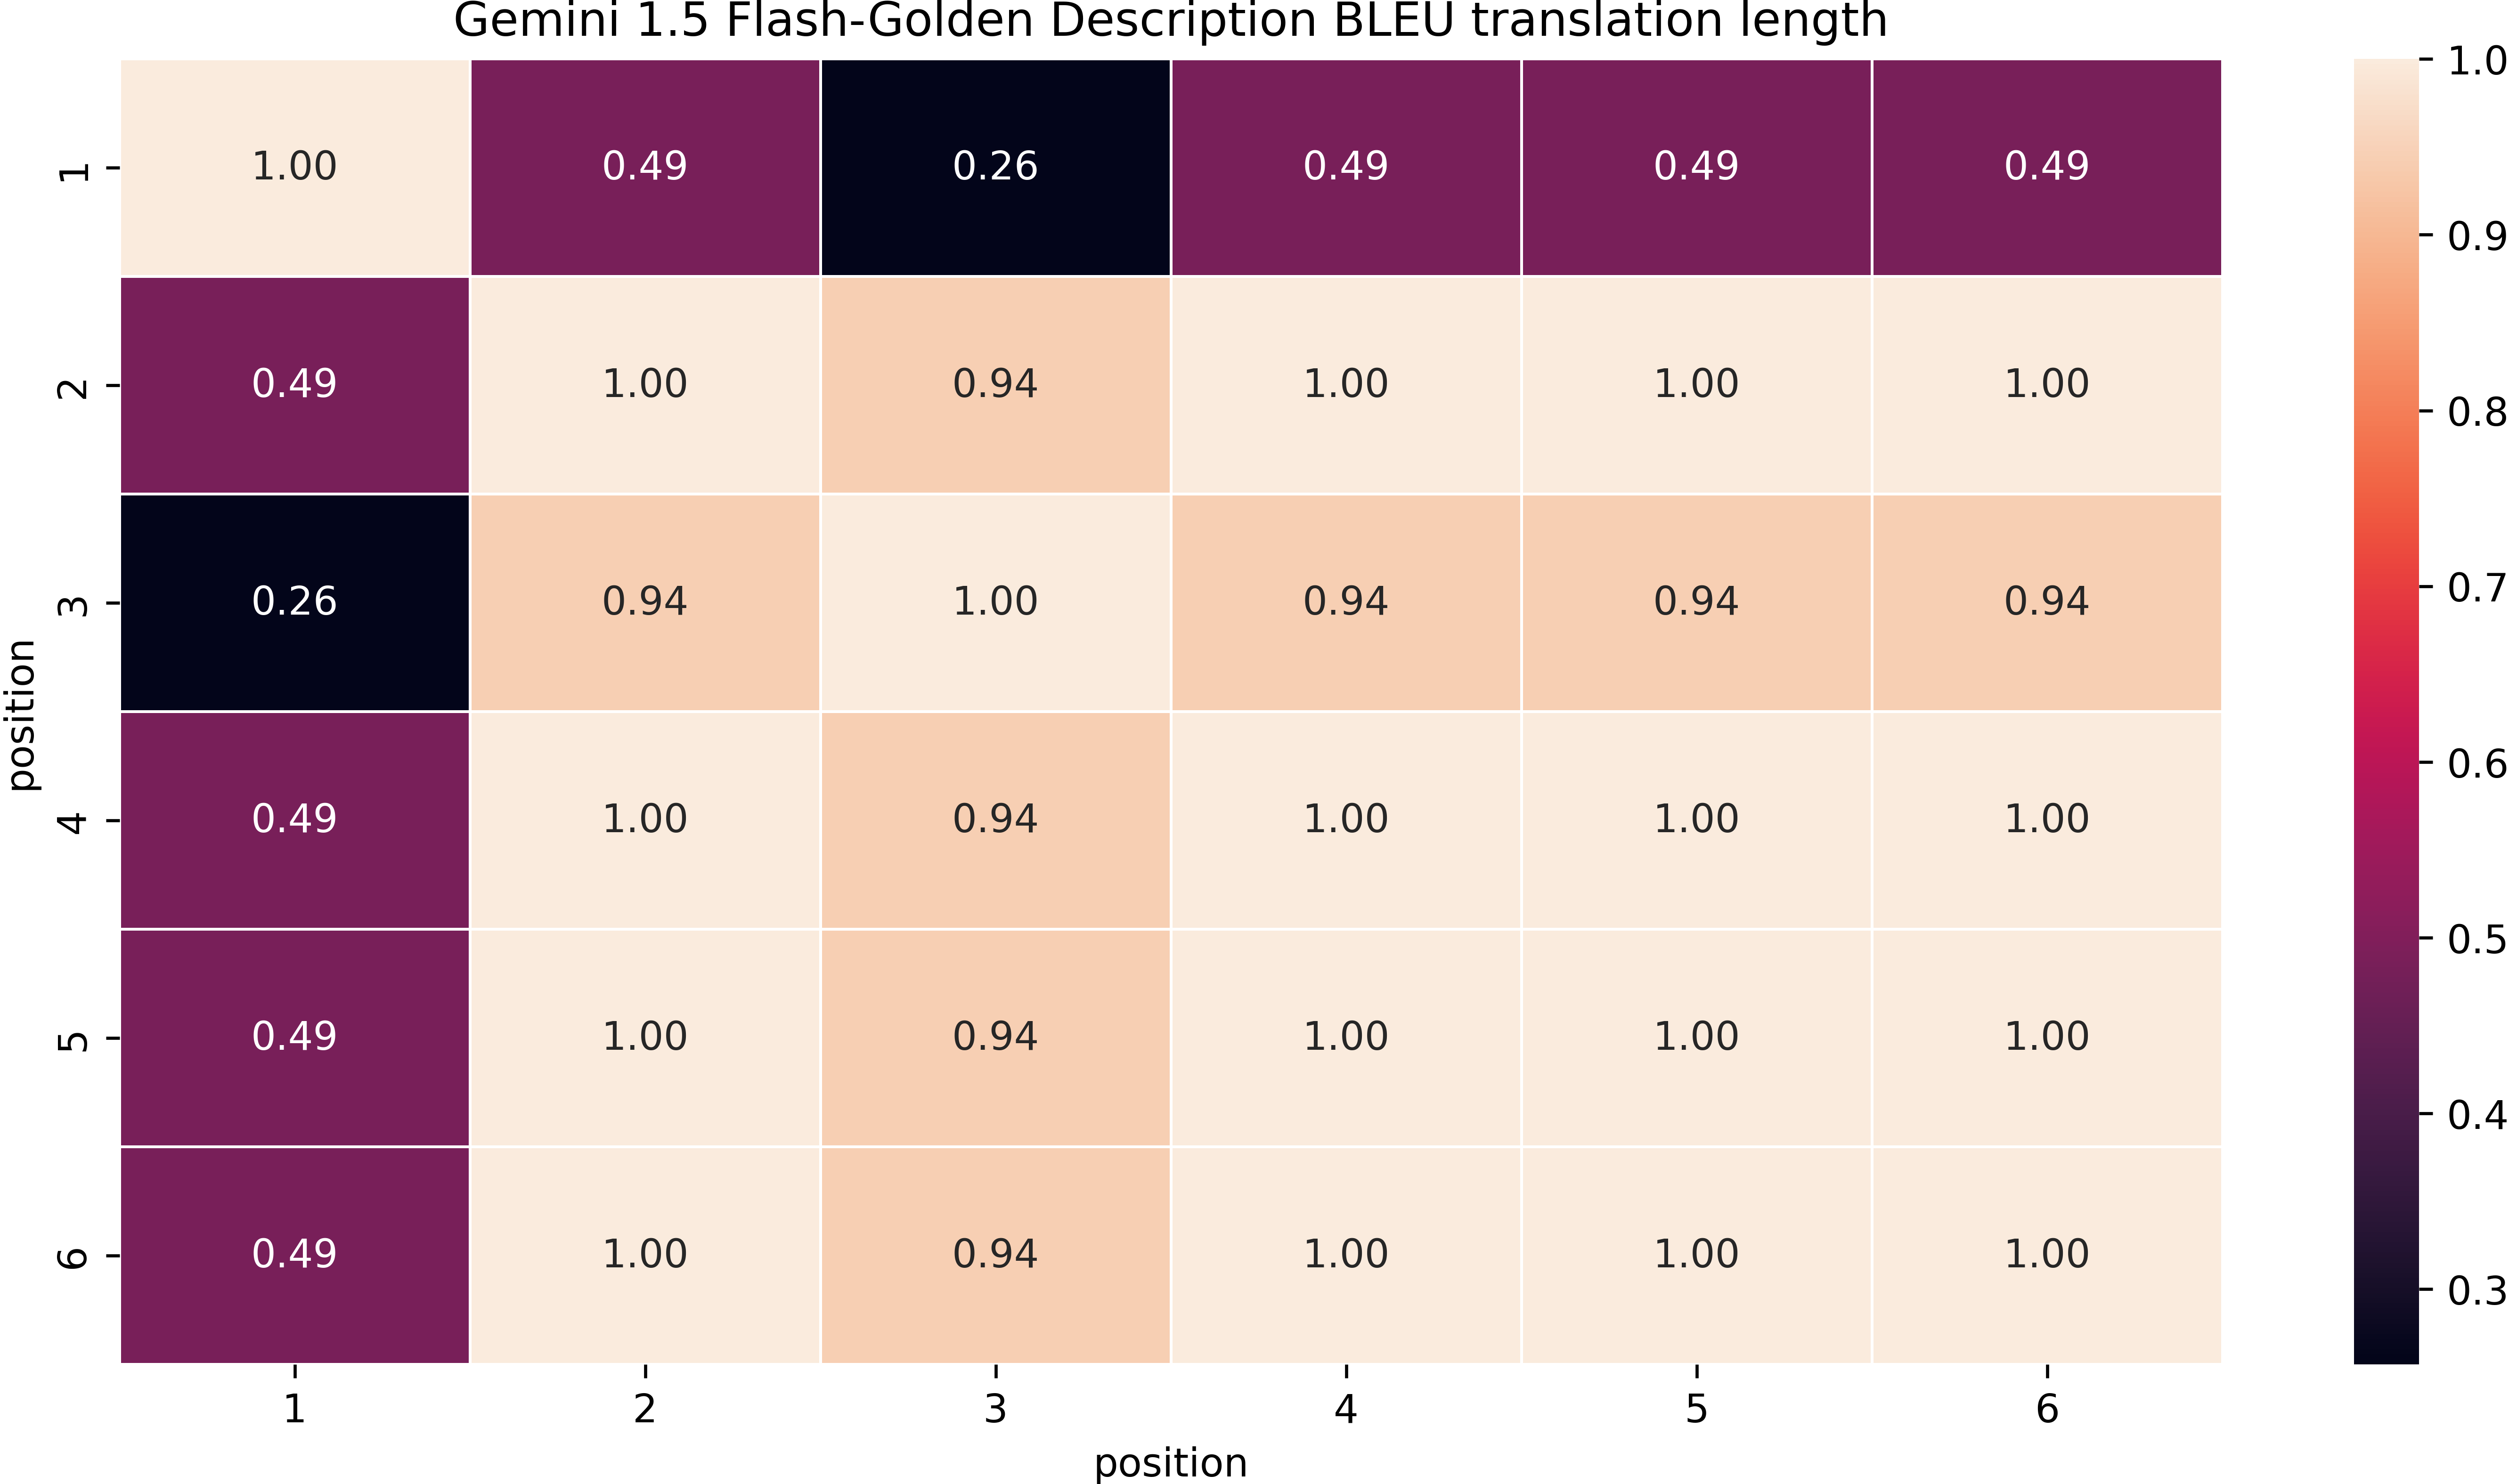 Gemini 1.5 Flash-Golden Description BLEU translation length
1 1.00 0.49 0.26 0.49 0.49 0.49
2 0.49 1.00 0.94 1.00 1.00 1.00
3 0.26 0.94 1.00 0.94 0.94 0.94
4 0.49 1.00 0.94 1.00 1.00 1.00
5 0.49 1.00 0.94 1.00 1.00 1.00
6 0.49 1.00 0.94 1.00 1.00 1.00
position
1 2 3 4 5 6
position
1.0
0.9
0.8
0.7
0.6
0.5
0.4
0.3